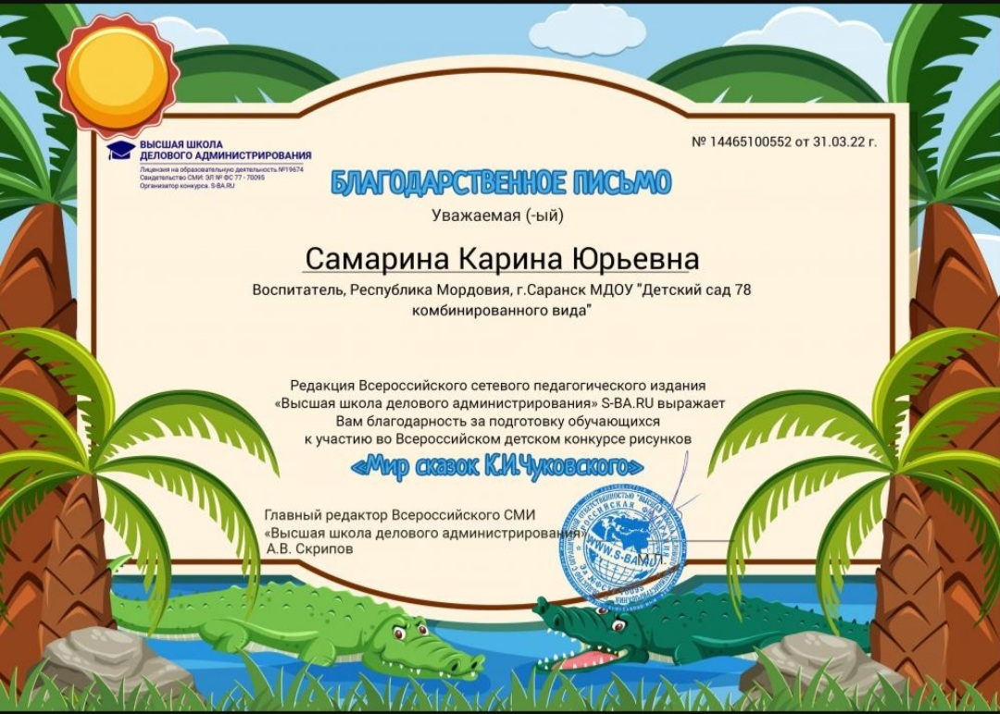 ВЫСШАЯ ШКОЛА
ДЕЛОВОГО АДМИНИСТРИРОВАНИЯ
Лицензия на образовательную деятельность №19674
Свидетельство СМИ: ЭЛ № ФС 77 - 70095
Организатор конкурса. S-BA.RU
№ 14465100552 от 31.03.22 г.
БЛАГОДАРСТВЕННОЕ ПИСЬМО
Уважаемая (-ый)
Самарина Карина Юрьевна
Воспитатель, Республика Мордовия, г.Саранск МДОУ "Детский сад 78
комбинированного вида"
Редакция Всероссийского сетевого педагогического издания
«Высшая школа делового администрирования» S-BA.RU выражает
Вам благодарность за подготовку обучающихся
к участию во Всероссийском детском конкурсе рисунков
«Мир сказок К.И.Чуковского»
Главный редактор Всероссийского СМИ
«Высшая школа делового администрирования»
А.В. Скрипов
М.П.
WWW.S-BA.RU
РОССИЙСКАЯ ФЕДЕРАЦИЯ